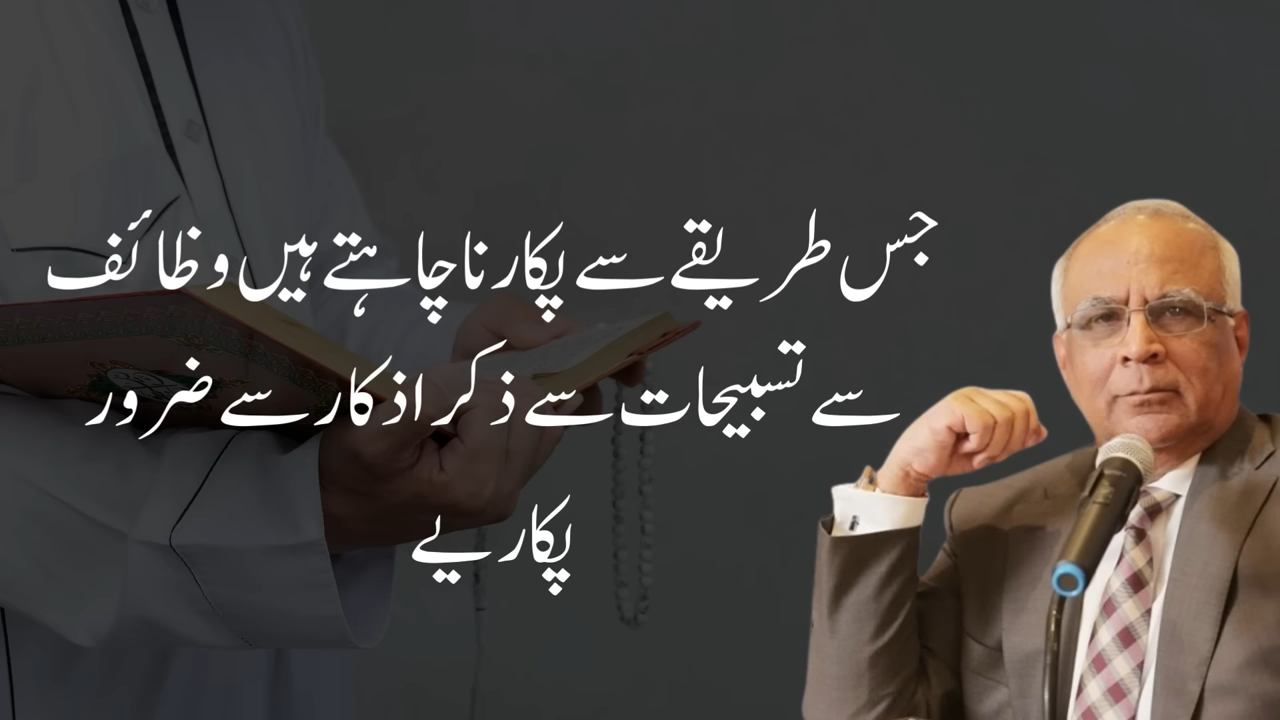 جس طریقے سے پکارنا چاہتے ہیں وظائف
سے تسبیحات سے ذکر اذکار سے ضرور
پکاریے